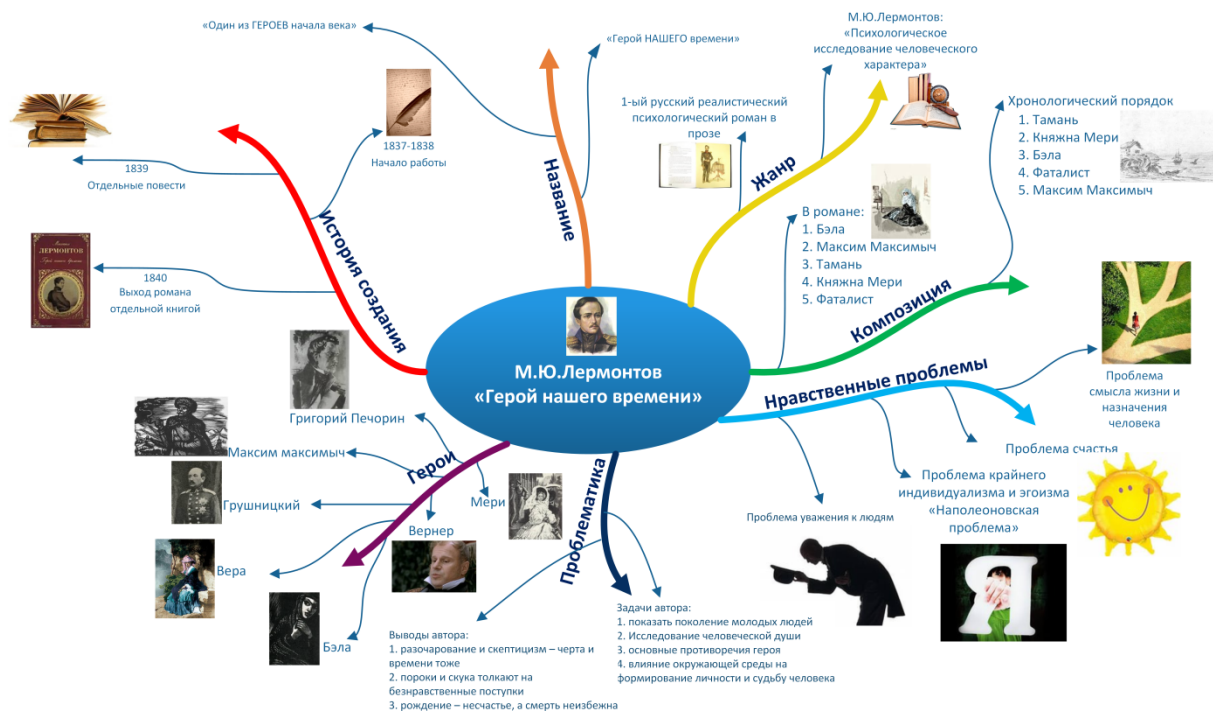 М.Ю.Лермонтов
«Герой нашего времени»
История создания
1837-1838
Начало работы
1839
Отдельные повести
1840
Выход романа
отдельной книгой
ЛЕРМОНТОВ
Герой нашего времени
Название
«Один из ГЕРОЕВ начала века»
«Герой НАШЕГО времени»
Жанр
1-ый русский реалистический
психологический роман в
прозе
М.Ю.Лермонтов:
«Психологическое
исследование человеческого
характера»
Композиция
В романе:
1. Бэла
2. Максим Максимыч
3. Тамань
4. Княжна Мери
5. Фаталист
Хронологический порядок
1. Тамань
2. Княжна Мери
3. Бэла
4. Фаталист
5. Максим Максимыч
Нравственные проблемы
Проблема
смысла жизни и
назначения
человека
Проблема счастья
Проблема крайнего
индивидуализма и эгоизма
«Наполеоновская
проблема»
Я
Проблема уважения к людям
Проблематика
Задачи автора:
1. показать поколение молодых людей
2. Исследование человеческой души
3. основные противоречия героя
4. влияние окружающей среды на
формирование личности и судьбу человека
Выводы автора:
1. разочарование и скептицизм – черта и
времени тоже
2. пороки и скука толкают на
безнравственные поступки
3. рождение – несчастье, а смерть неизбежна
Герои
Григорий Печорин
Максим максимыч
Грушницкий
Вера
Бэла
Вернер
Мери